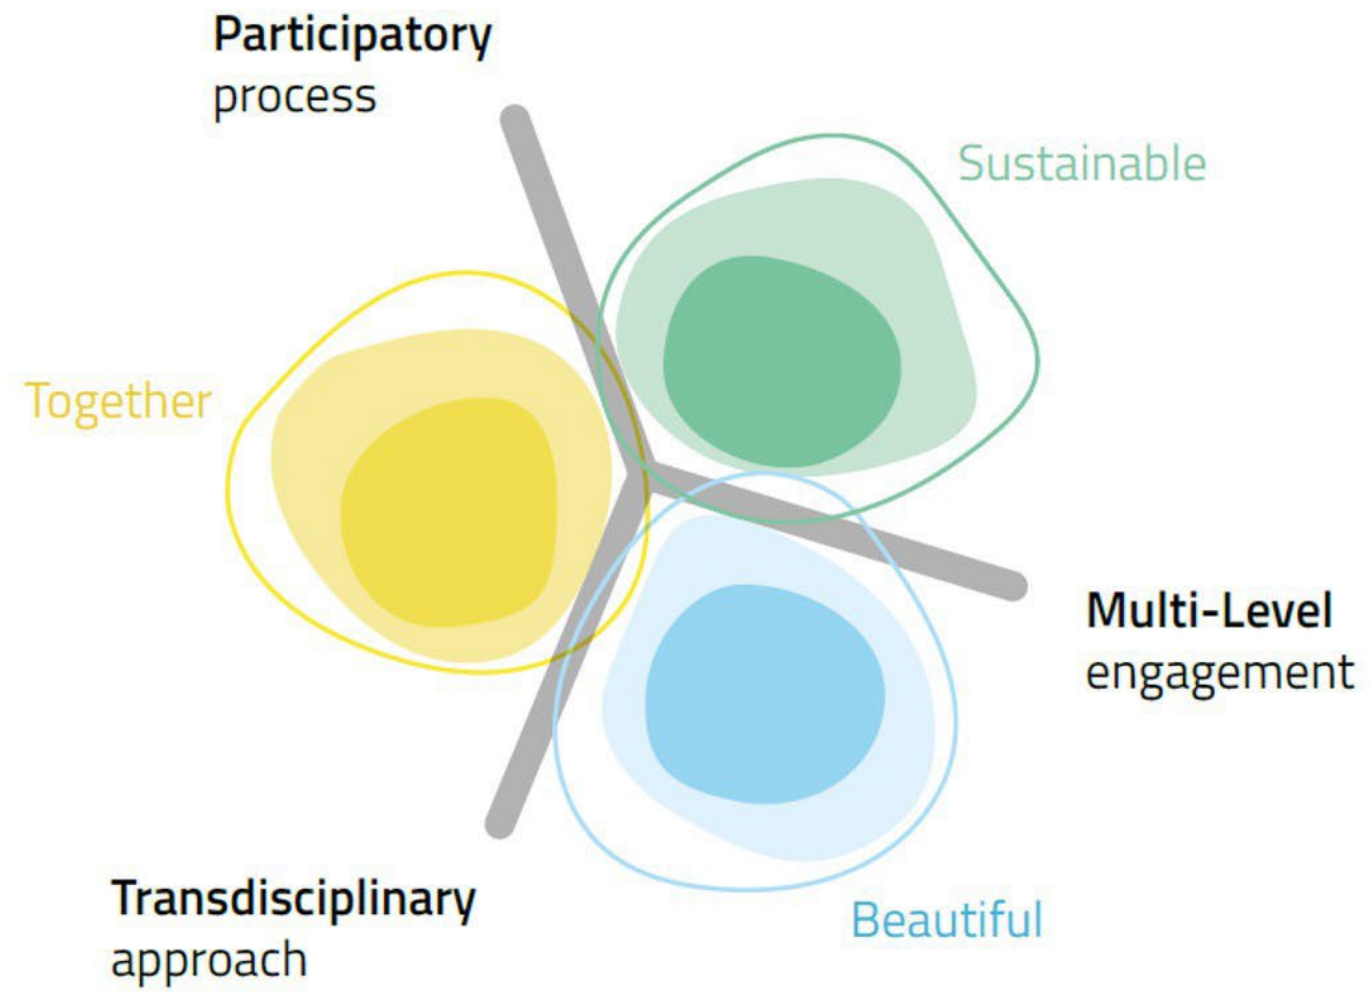 Participatory
process
Sustainable
Together
Multi-Level
engagement
Transdisciplinary
approach
Beautiful